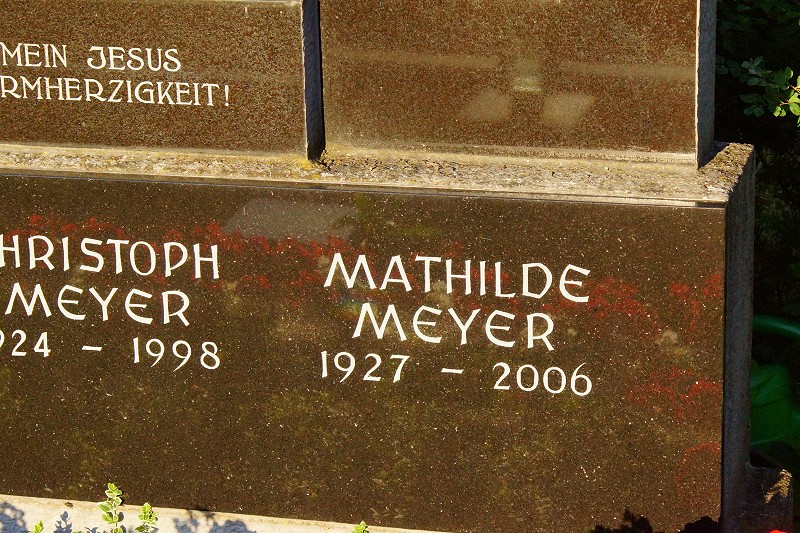 MEIN JESUS
RMHERZIGKEIT!
HRISTOPH
MEYER
924 – 1998
MATHILDE
MEYER
1927 – 2006